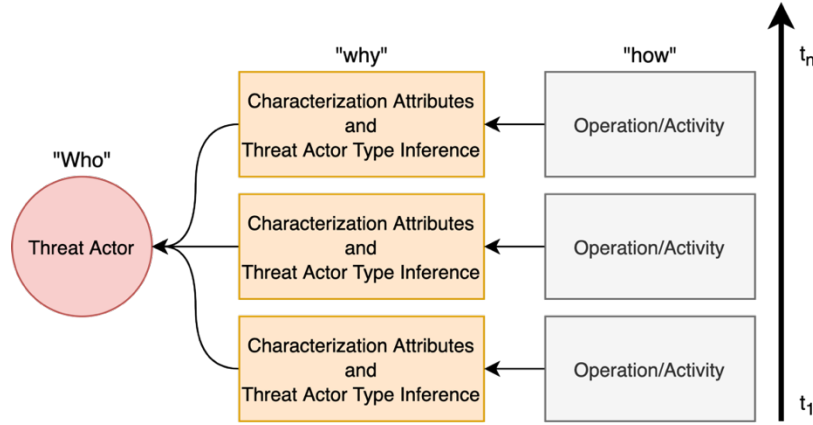 "why"
"how"
tn
Characterization Attributes
and
Threat Actor Type Inference
Operation/Activity
"Who"
Threat Actor
Characterization Attributes
and
Threat Actor Type Inference
Operation/Activity
Characterization Attributes
and
Threat Actor Type Inference
Operation/Activity
t1